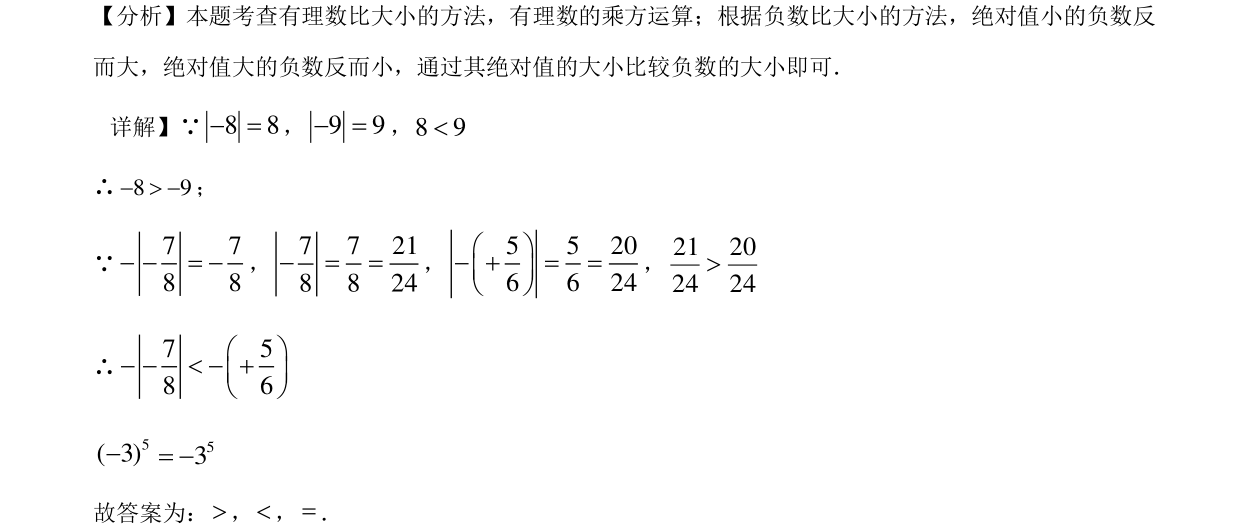 【分析】本题考查有理数比大小的方法，有理数的乘方运算；根据负数比大小的方法，绝对值小的负数反
而大，绝对值大的负数反而小，通过其绝对值的大小比较负数的大小即可．
详解】∵|−8|=8，|−9|=9，8<9
∴−8>−9；
∵−|−7/8|=−7/8，|−7/8|=7/8=21/24，|−(+5/6)|=5/6=20/24，21/24>20/24
∴−|−7/8|<−(+5/6)
(−3)⁵=−3⁵
故答案为：>，<，=．